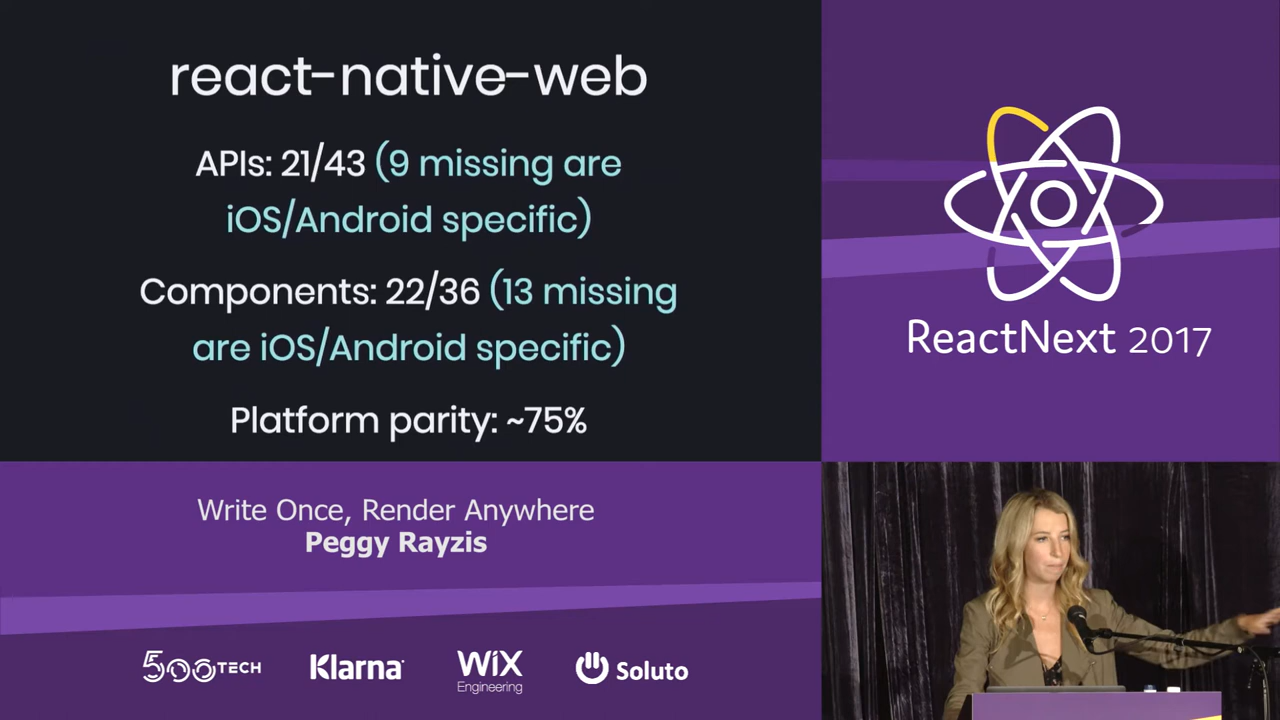 react-native-web
APIs: 21/43 (9 missing are
iOS/Android specific)
Components: 22/36 (13 missing
are iOS/Android specific)
Platform parity: ~75%
ReactNext 2017
Write Once, Render Anywhere
Peggy Rayzis
500TECH
Klarna
WiX
Engineering
Soluto